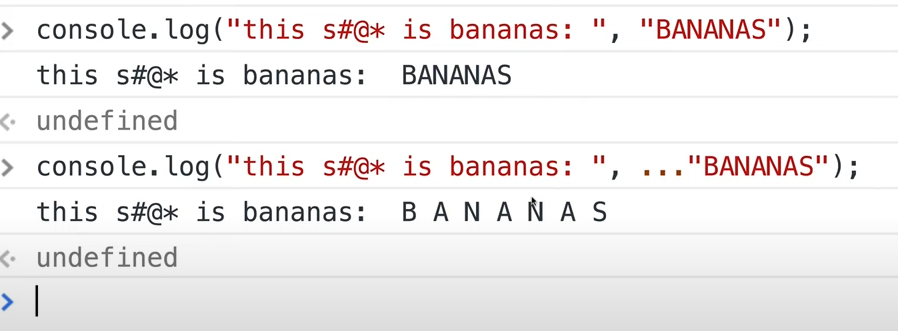 > console.log("this s#@* is bananas: ", "BANANAS");
this s#@* is bananas:  BANANAS
<· undefined
> console.log("this s#@* is bananas: ", ..."BANANAS");
this s#@* is bananas:  B A N A N A S
<· undefined
>